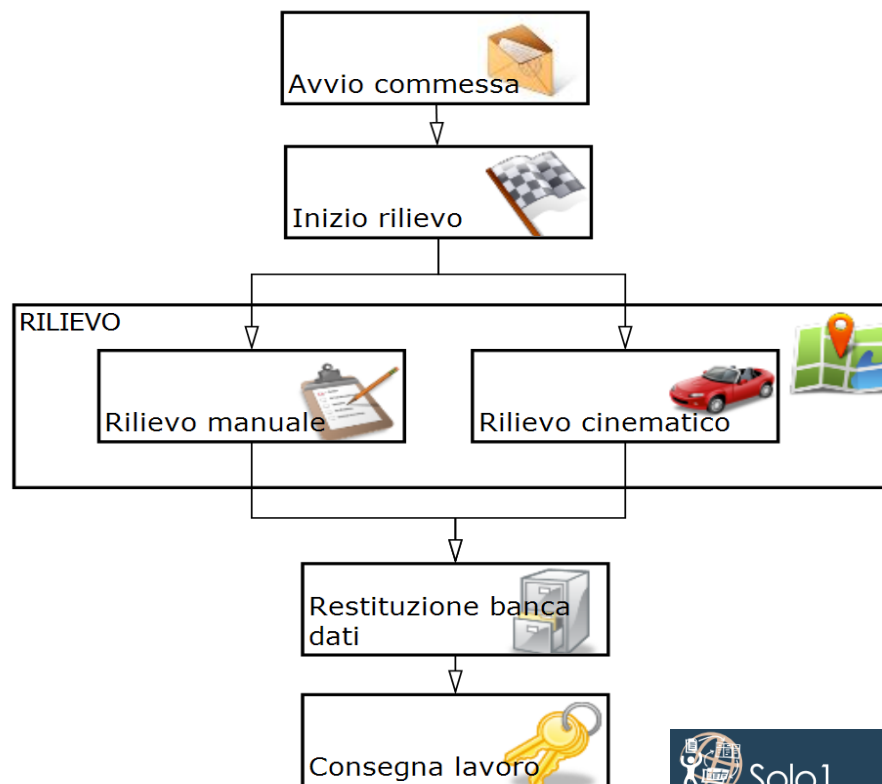 Avvio commessa
Inizio rilievo
RILIEVO
Rilievo manuale
Rilievo cinematico
Restituzione banca
dati
Consegna lavoro
Solo1